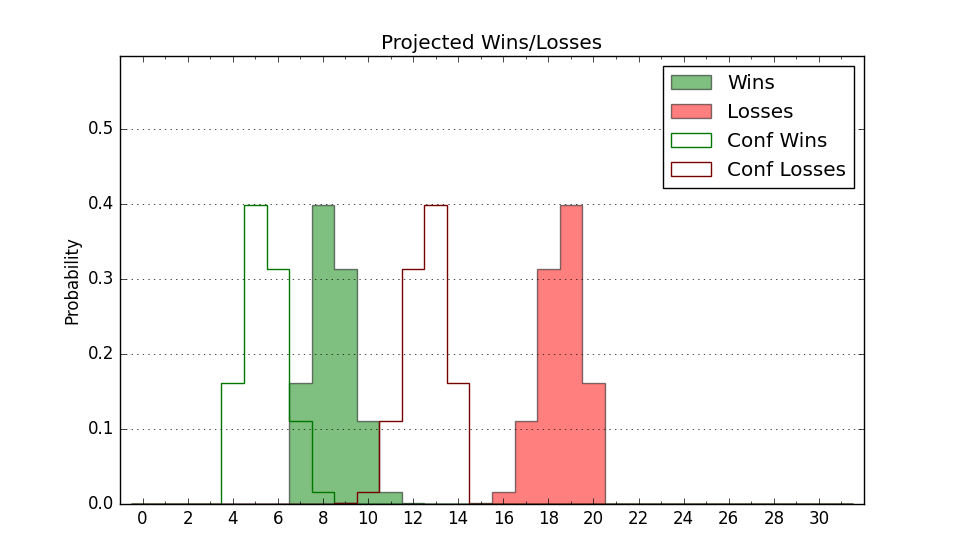 Projected Wins/Losses
Wins
Losses
Conf Wins
Conf Losses
Probability
0.5
0.4
0.3
0.2
0.1
0.0
0 2 4 6 8 10 12 14 16 18 20 22 24 26 28 30